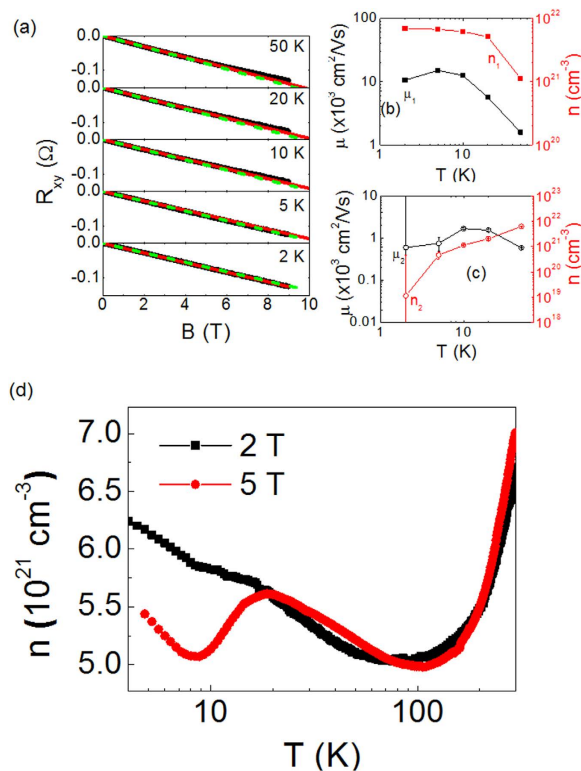 (a)
0.0
50 K
-0.1
0.0
20 K
-0.1
0.0
10 K
-0.1
0.0
5 K
-0.1
0.0
2 K
-0.1
R_xy (Ω)
0 2 4 6 8 10
B (T)
100
10
1
μ (x10³ cm²/Vs)
μ₁
n₁
(b)
10²²
10²¹
10²⁰
n (cm⁻³)
1 10
T (K)
10
1
0.1
0.01
μ (x10³ cm²/Vs)
μ₂
n₂
(c)
10²³
10²²
10²¹
10²⁰
10¹⁹
10¹⁸
n (cm⁻³)
1 10
T (K)
(d)
7.0
6.5
6.0
5.5
5.0
n (10²¹ cm⁻³)
2 T
5 T
10 100
T (K)